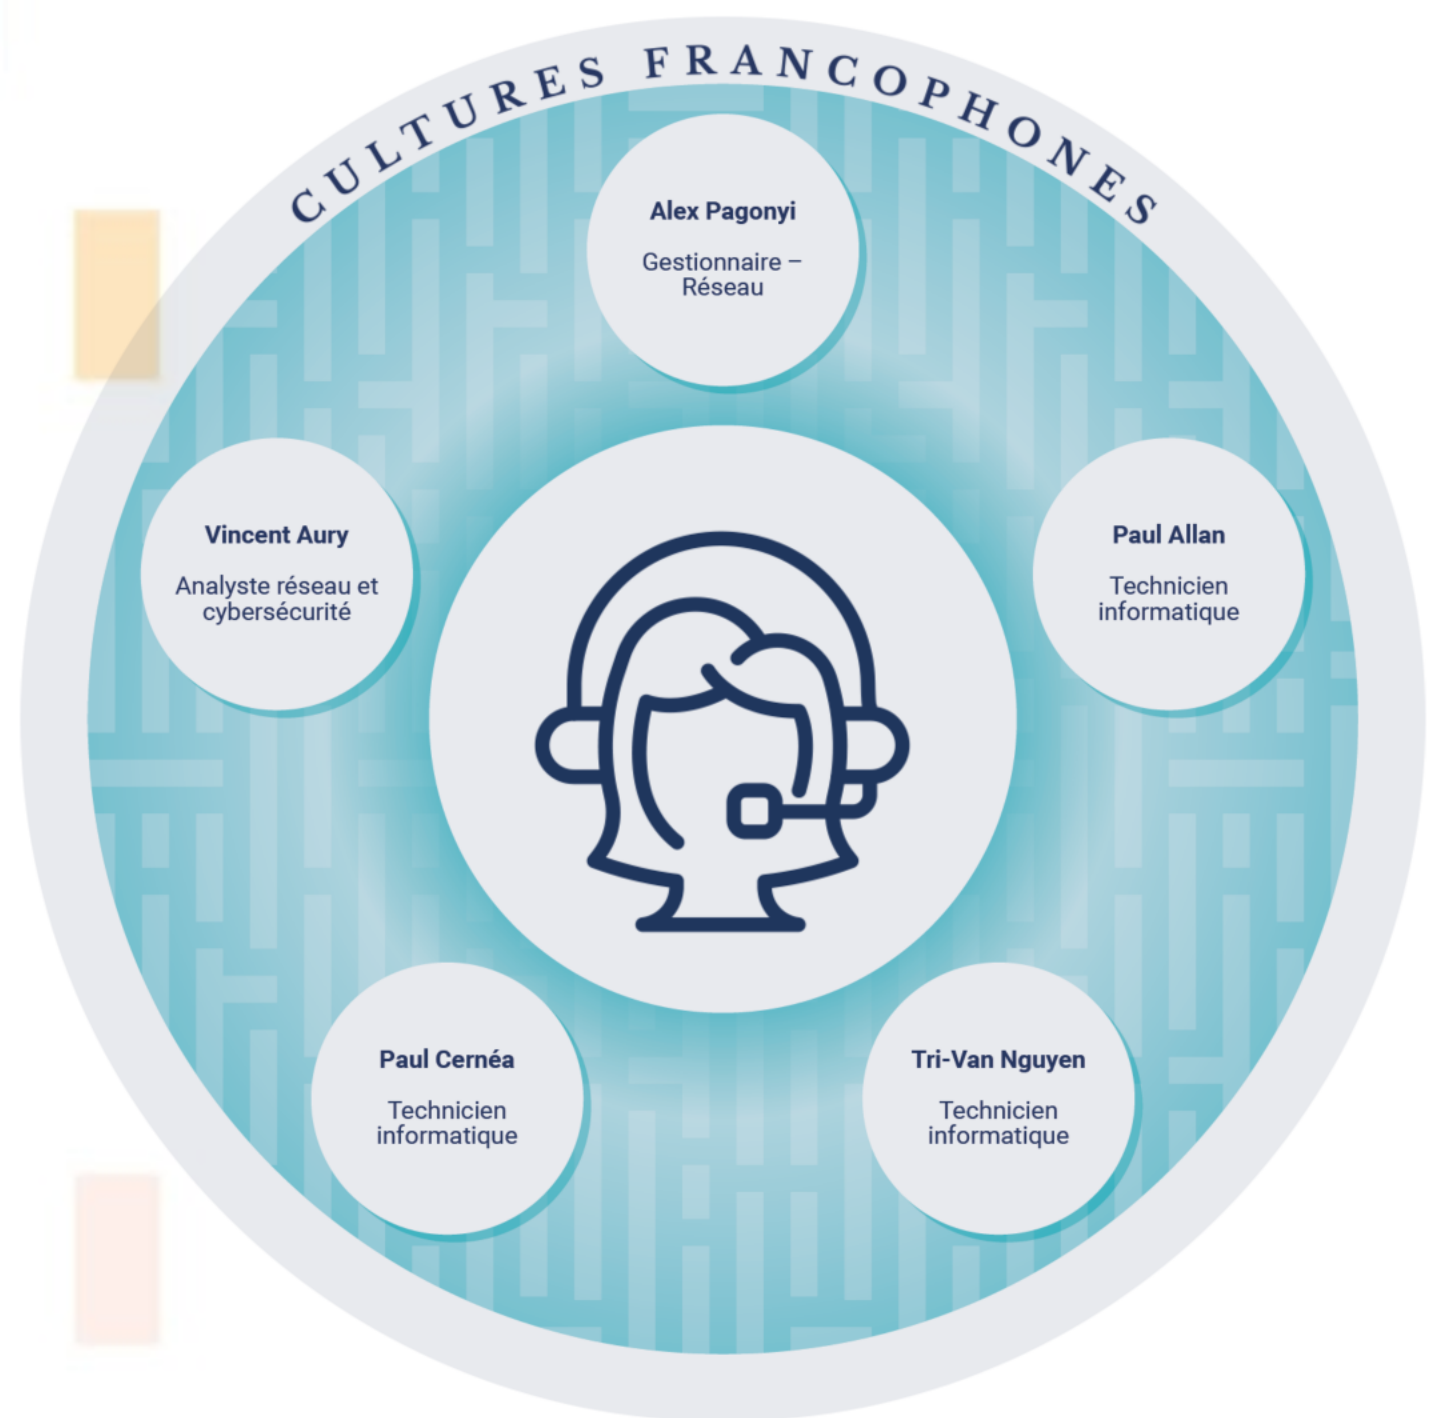 CULTURES FRANCOPHONES
Alex Pagonyi
Gestionnaire –
Réseau
Vincent Aury
Analyste réseau et
cybersécurité
Paul Allan
Technicien
informatique
Paul Cernéa
Technicien
informatique
Tri-Van Nguyen
Technicien
informatique